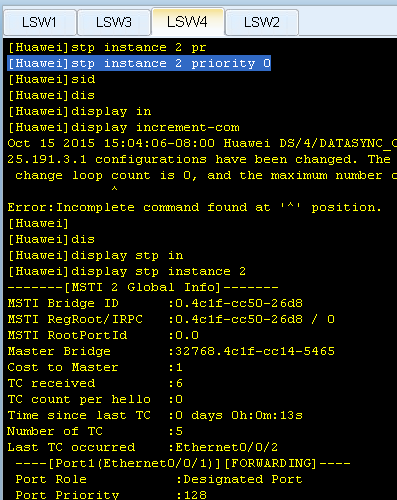 LSW1 LSW3 LSW4 LSW2
[Huawei]stp instance 2 pr
[Huawei]stp instance 2 priority 0
[Huawei]sid
[Huawei]dis
[Huawei]display in
[Huawei]display increment-com
Oct 15 2015 15:04:06-08:00 Huawei DS/4/DATASYNC_C
25.191.3.1 configurations have been changed. The
change loop count is 0, and the maximum number o
^
Error:Incomplete command found at '^' position.
[Huawei]
[Huawei]dis
[Huawei]display stp in
[Huawei]display stp instance 2
-------[MSTI 2 Global Info]-------
MSTI Bridge ID :0.4c1f-cc50-26d8
MSTI RegRoot/IRPC :0.4c1f-cc50-26d8 / 0
MSTI RootPortId :0.0
Master Bridge :32768.4c1f-cc14-5465
Cost to Master :1
TC received :6
TC count per hello :0
Time since last TC :0 days 0h:0m:13s
Number of TC :5
Last TC occurred :Ethernet0/0/2
----[Port1(Ethernet0/0/1)][FORWARDING]----
Port Role :Designated Port
Port Priority :128